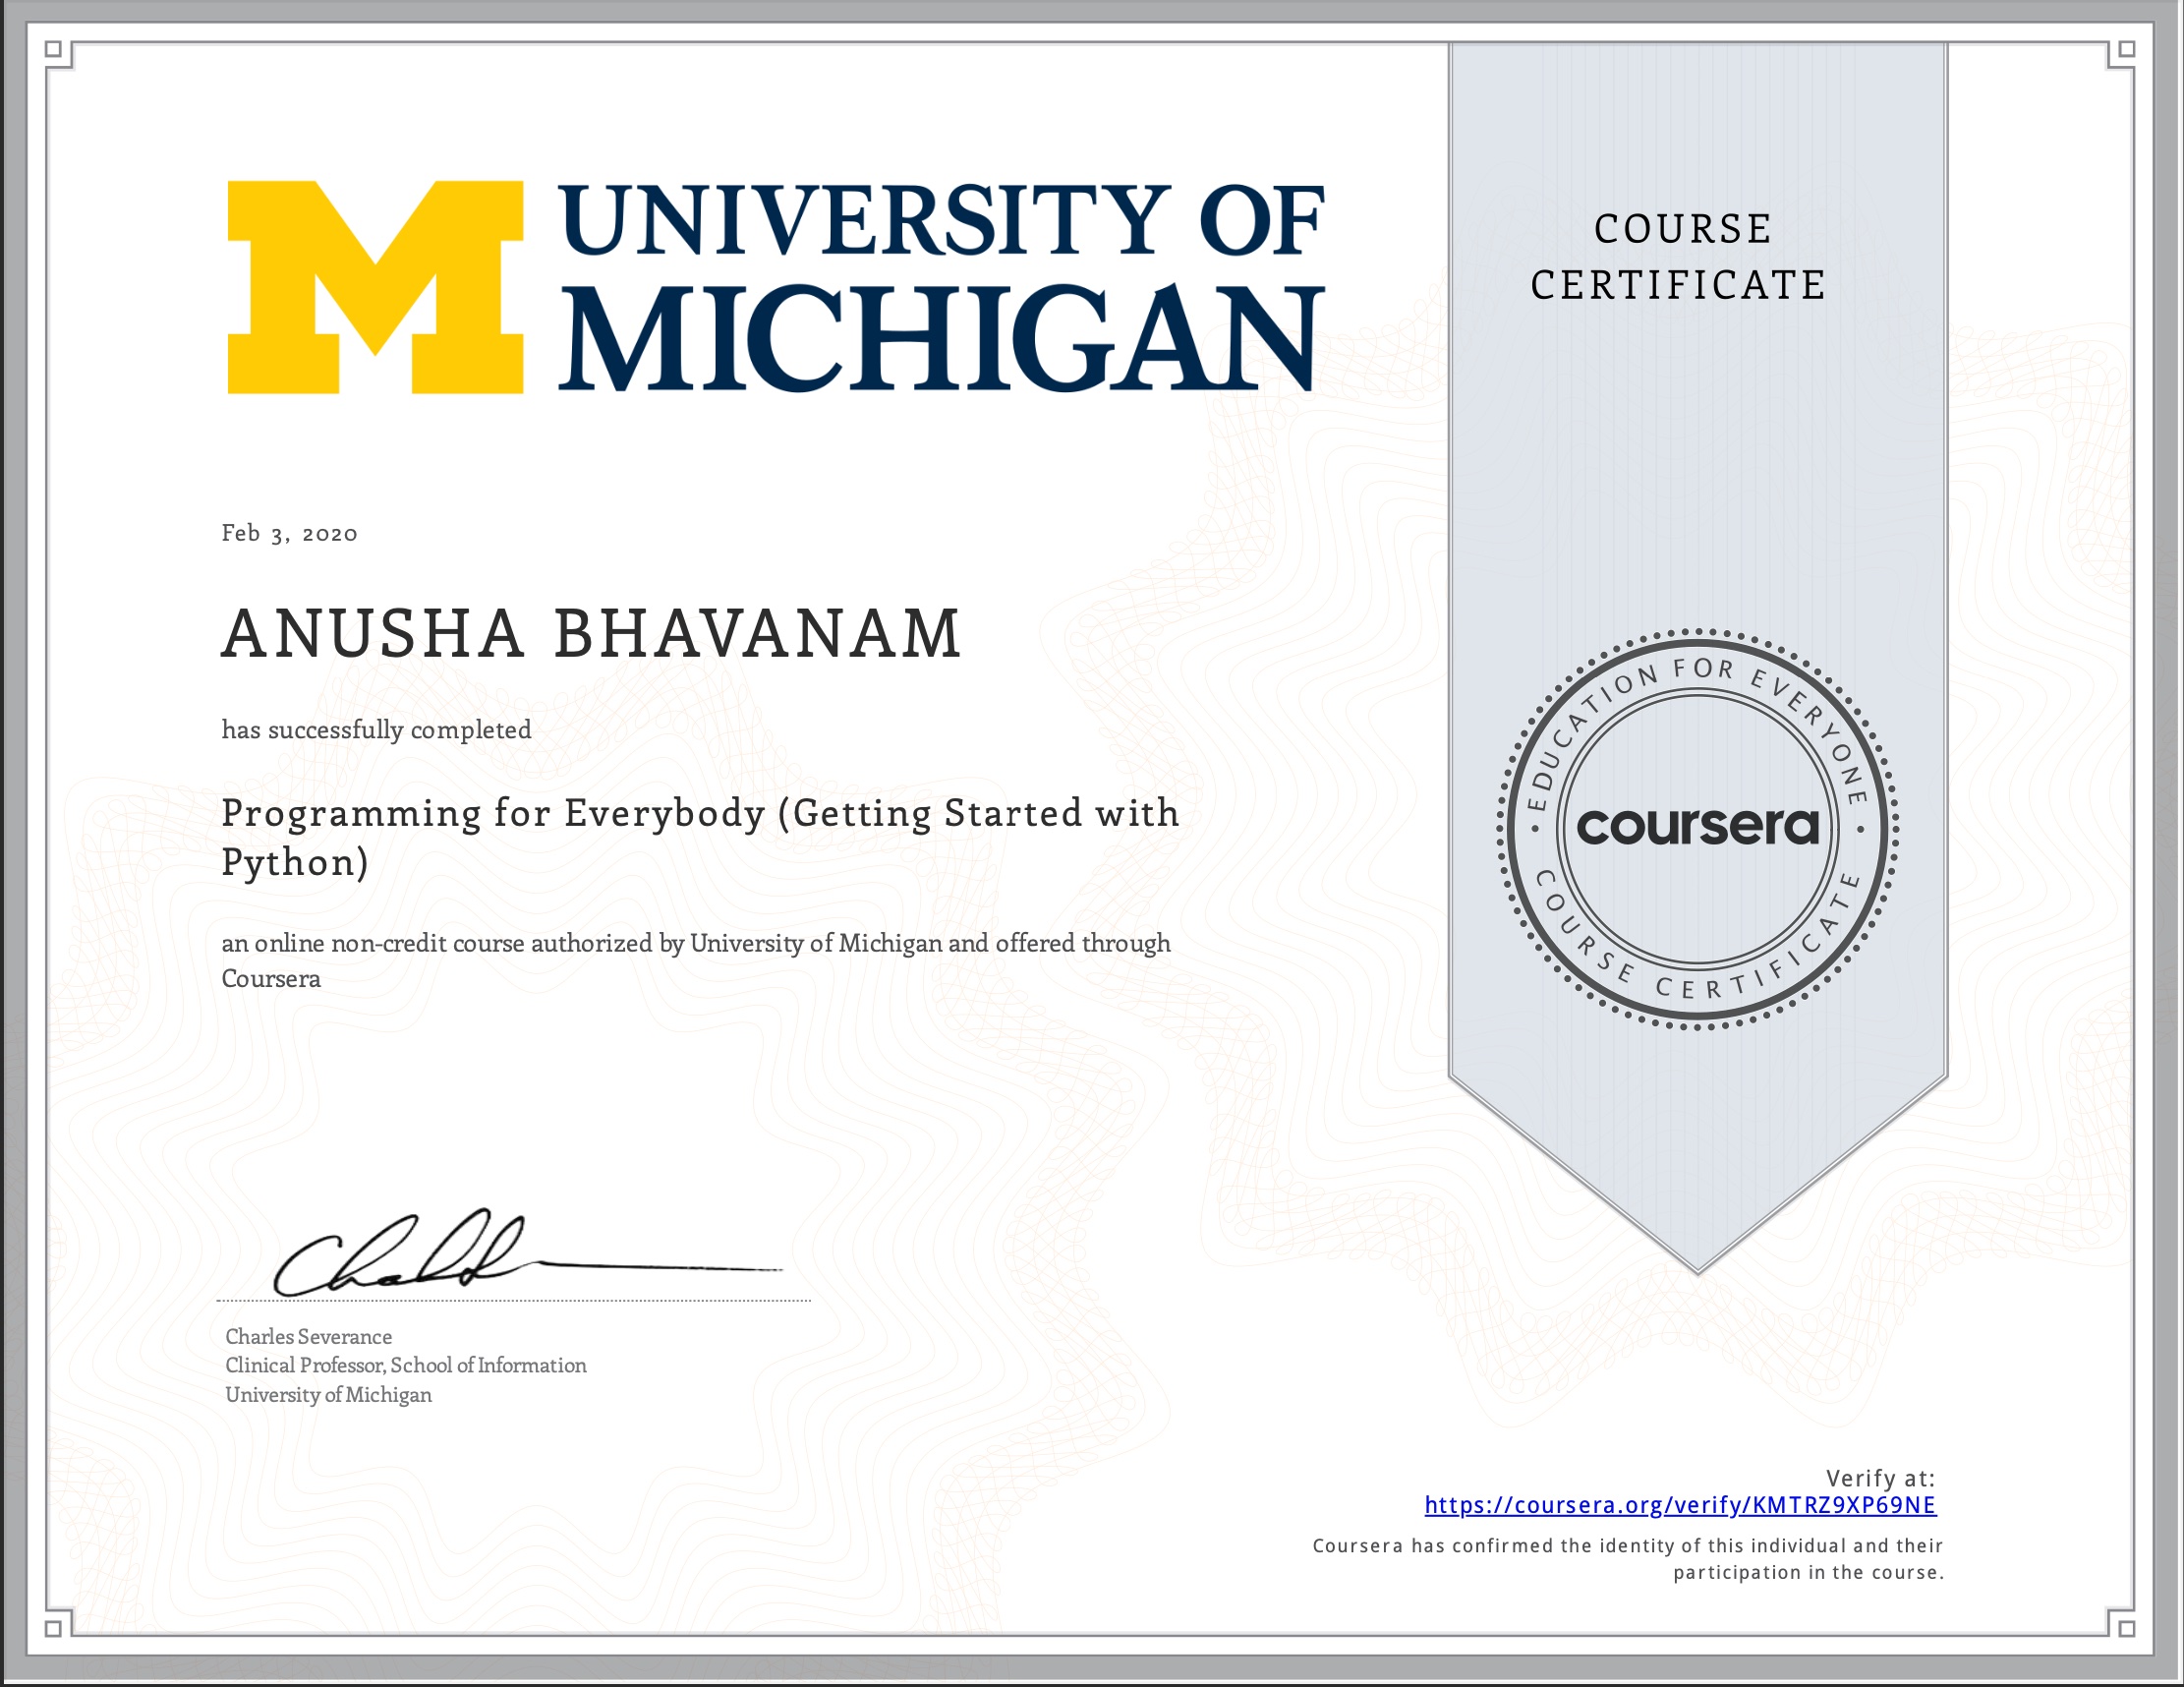 UNIVERSITY OF
MICHIGAN
COURSE
CERTIFICATE
Feb 3, 2020
ANUSHA BHAVANAM
has successfully completed
Programming for Everybody (Getting Started with
Python)
an online non-credit course authorized by University of Michigan and offered through
Coursera
EDUCATION FOR EVERYONE
coursera
COURSE CERTIFICATE
Charles Severance
Clinical Professor, School of Information
University of Michigan
Verify at:
https://coursera.org/verify/KMTRZ9XP69NE
Coursera has confirmed the identity of this individual and their
participation in the course.